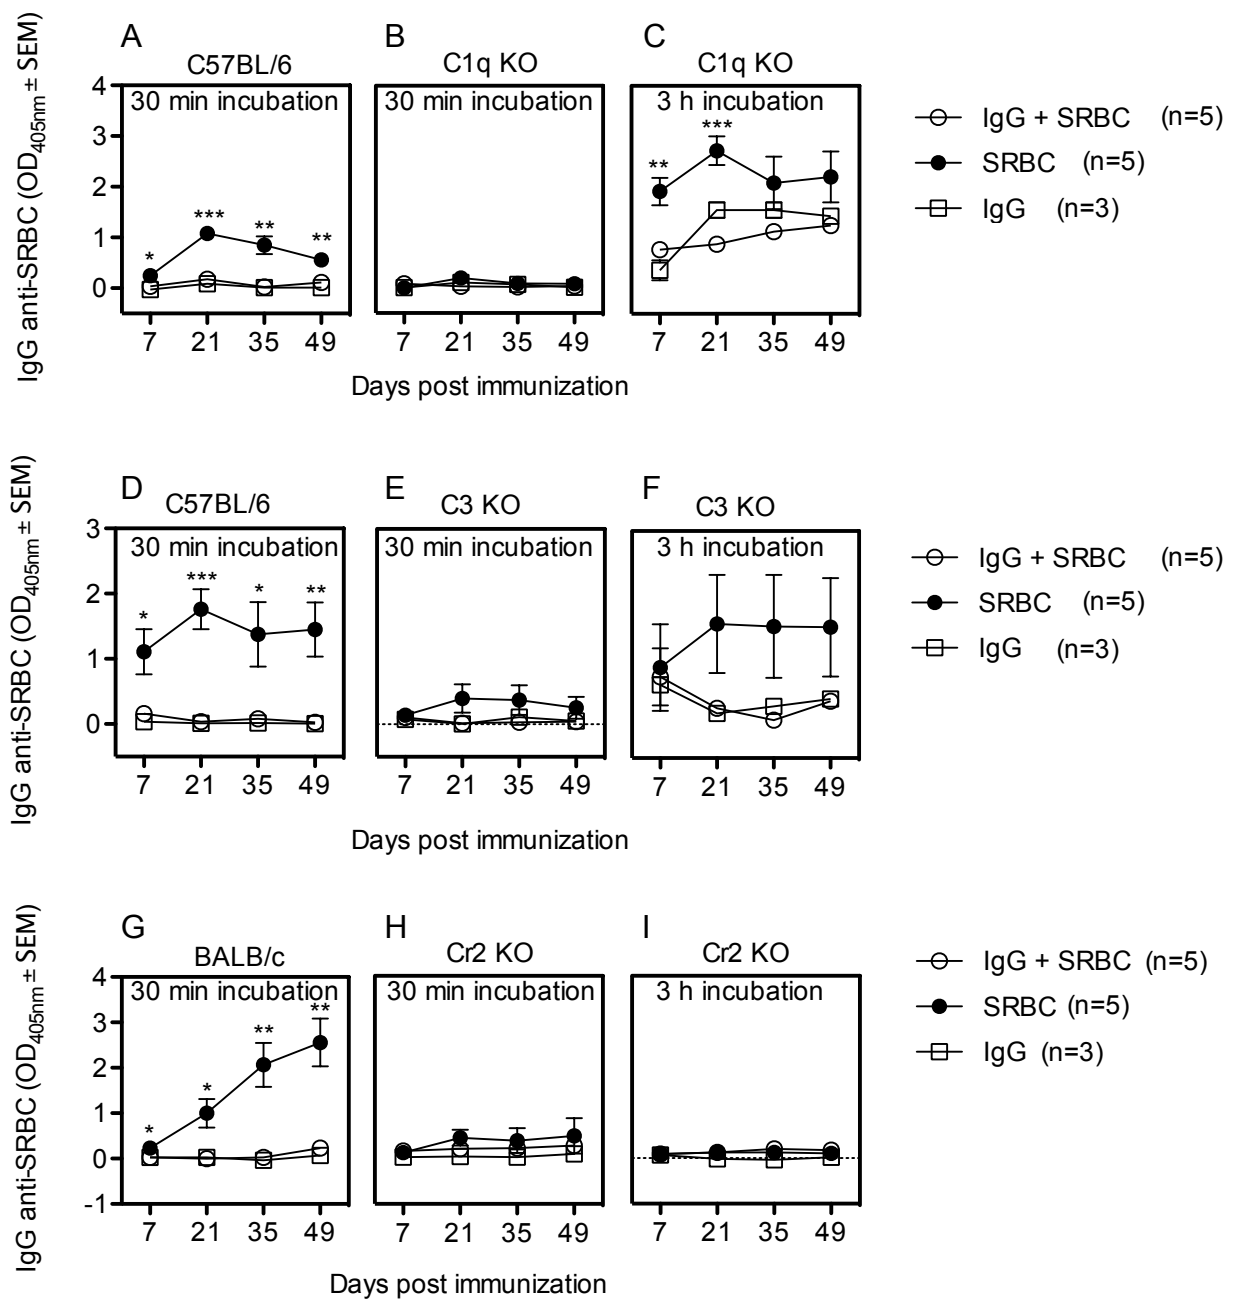 A
B
C
C57BL/6
C1q KO
C1q KO
IgG anti-SRBC (OD405nm ± SEM)
4
3
2
1
0
30 min incubation
30 min incubation
3 h incubation
* *** ** **
** ***
7 21 35 49
7 21 35 49
7 21 35 49
Days post immunization
IgG + SRBC (n=5)
SRBC (n=5)
IgG (n=3)
D
E
F
C57BL/6
C3 KO
C3 KO
IgG anti-SRBC (OD405nm ± SEM)
3
2
1
0
30 min incubation
30 min incubation
3 h incubation
* *** * **
7 21 35 49
7 21 35 49
7 21 35 49
Days post immunization
IgG + SRBC (n=5)
SRBC (n=5)
IgG (n=3)
G
H
I
BALB/c
Cr2 KO
Cr2 KO
IgG anti-SRBC (OD405nm ± SEM)
4
3
2
1
0
-1
30 min incubation
30 min incubation
3 h incubation
* * ** **
7 21 35 49
7 21 35 49
7 21 35 49
Days post immunization
IgG + SRBC (n=5)
SRBC (n=5)
IgG (n=3)